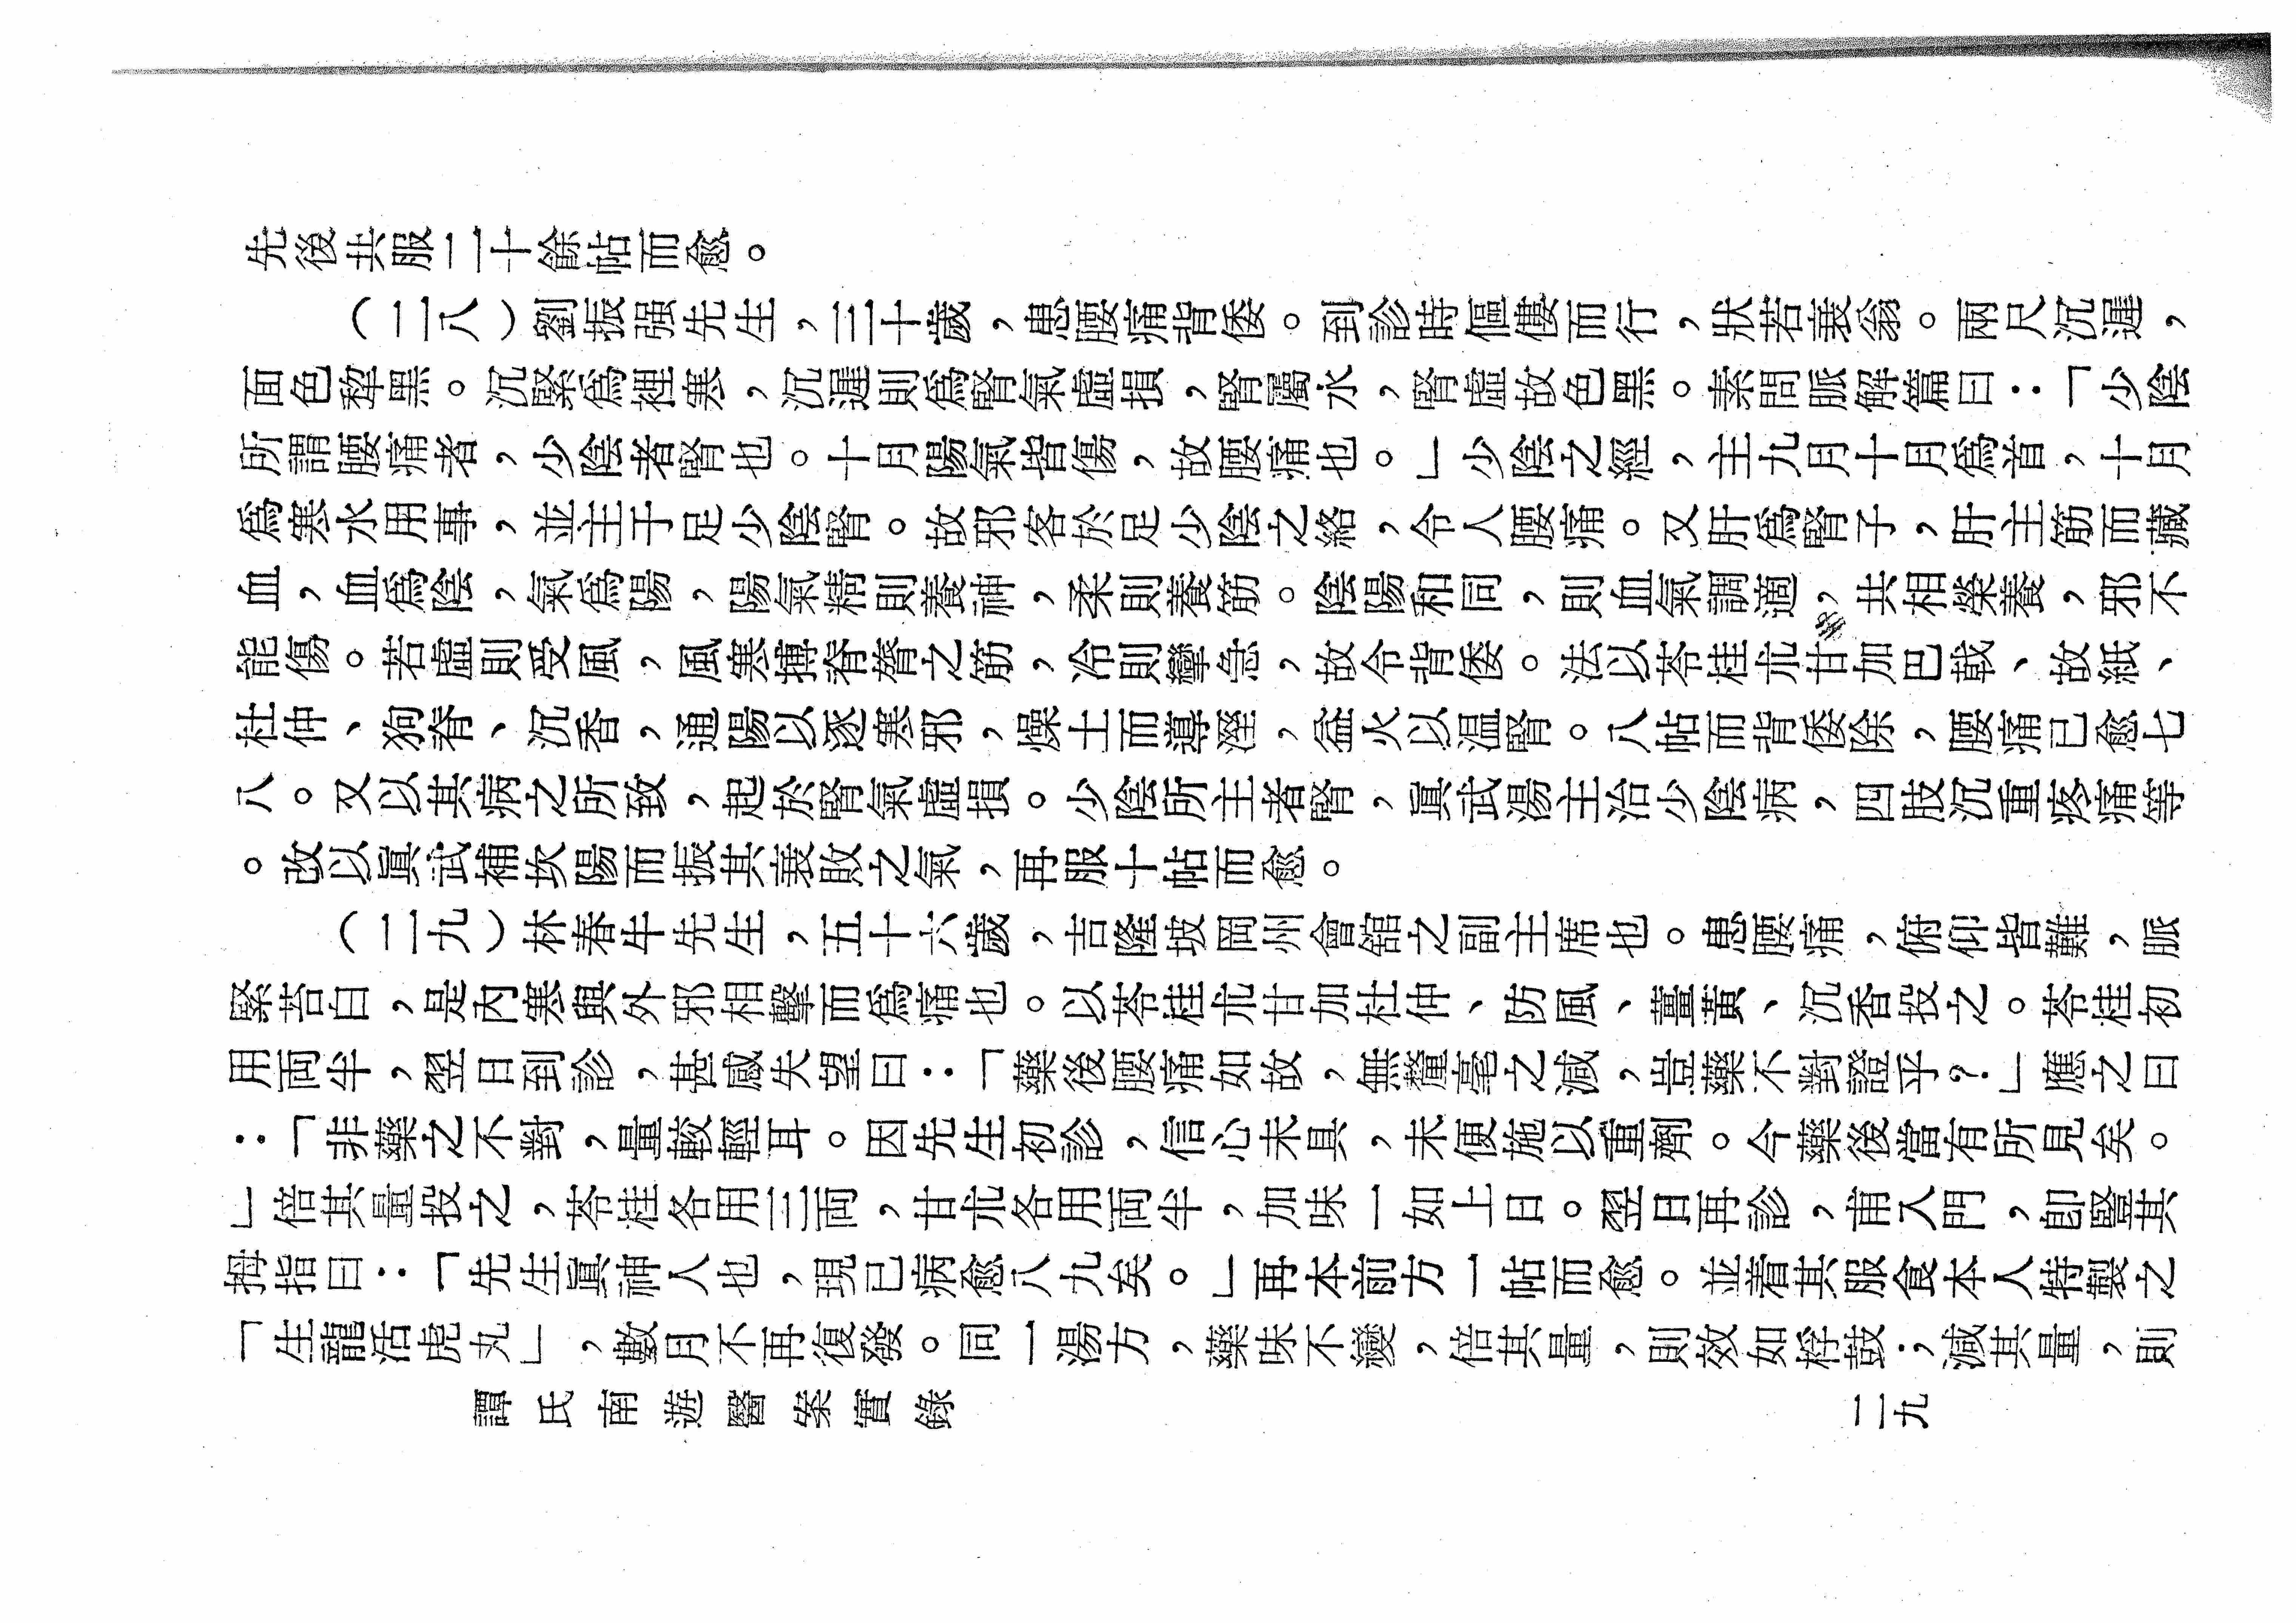 先後共服二十餘帖而愈。
（二八）劉振强先生，三十歲，患腰痛背倭。到診時傴僂而行，狀若衰翁。兩尺沉遲，
面色犂黑。沉緊爲裡寒，沉遲則爲腎氣虛損，腎屬水，腎虛故色黑。素問脈解篇曰：「少陰
所謂腰痛者，少陰者腎也。十月陽氣皆傷，故腰痛也。」少陰之經，主九月十月爲首，十月
爲寒水用事，並主于足少陰腎。故邪客於足少陰之絡，令人腰痛。又肝爲腎子，肝主筋而藏
血，血爲陰，氣爲陽，陽氣精則養神，柔則養筋。陰陽和同，則血氣調適，共相榮養，邪不
能傷。若虛則受風，風寒搏脊膂之筋，冷則攣急，故令背倭。法以苓桂朮甘加巴戟、故紙、
杜仲、狗脊、沉香，通陽以逐寒邪，燥土而導溼，益火以温腎。八帖而背倭除，腰痛已愈七
八。又以其病之所致，起於腎氣虛損。少陰所主者腎，眞武湯主治少陰病，四肢沉重疼痛等
。改以眞武補坎陽而振其衰敗之氣，再服十帖而愈。
（二九）林春牛先生，五十六歲，吉隆坡岡州會舘之副主席也。患腰痛，俯仰皆難，脈
緊苔白，是內寒與外邪相擊而爲痛也。以苓桂朮甘加杜仲、防風、薑黃、沉香投之。苓桂初
用両半，翌日到診，甚感失望曰：「藥後腰痛如故，無釐毫之減，豈藥不對證乎？」應之曰
：「非藥之不對，量較輕耳。因先生初診，信心未具，未便施以重劑。今藥後當有所見矣。
」倍其量投之，苓桂各用三両，甘朮各用両半，加味一如上日。翌日再診，甫入門，卽豎其
拇指曰：「先生眞神人也，現已病愈八九矣。」再本前方一帖而愈。並着其服食本人特製之
「生龍活虎丸」，數月不再復發。同一湯方，藥味不變，倍其量，則效如桴鼓；減其量，則
譚氏南遊醫案實錄
二九